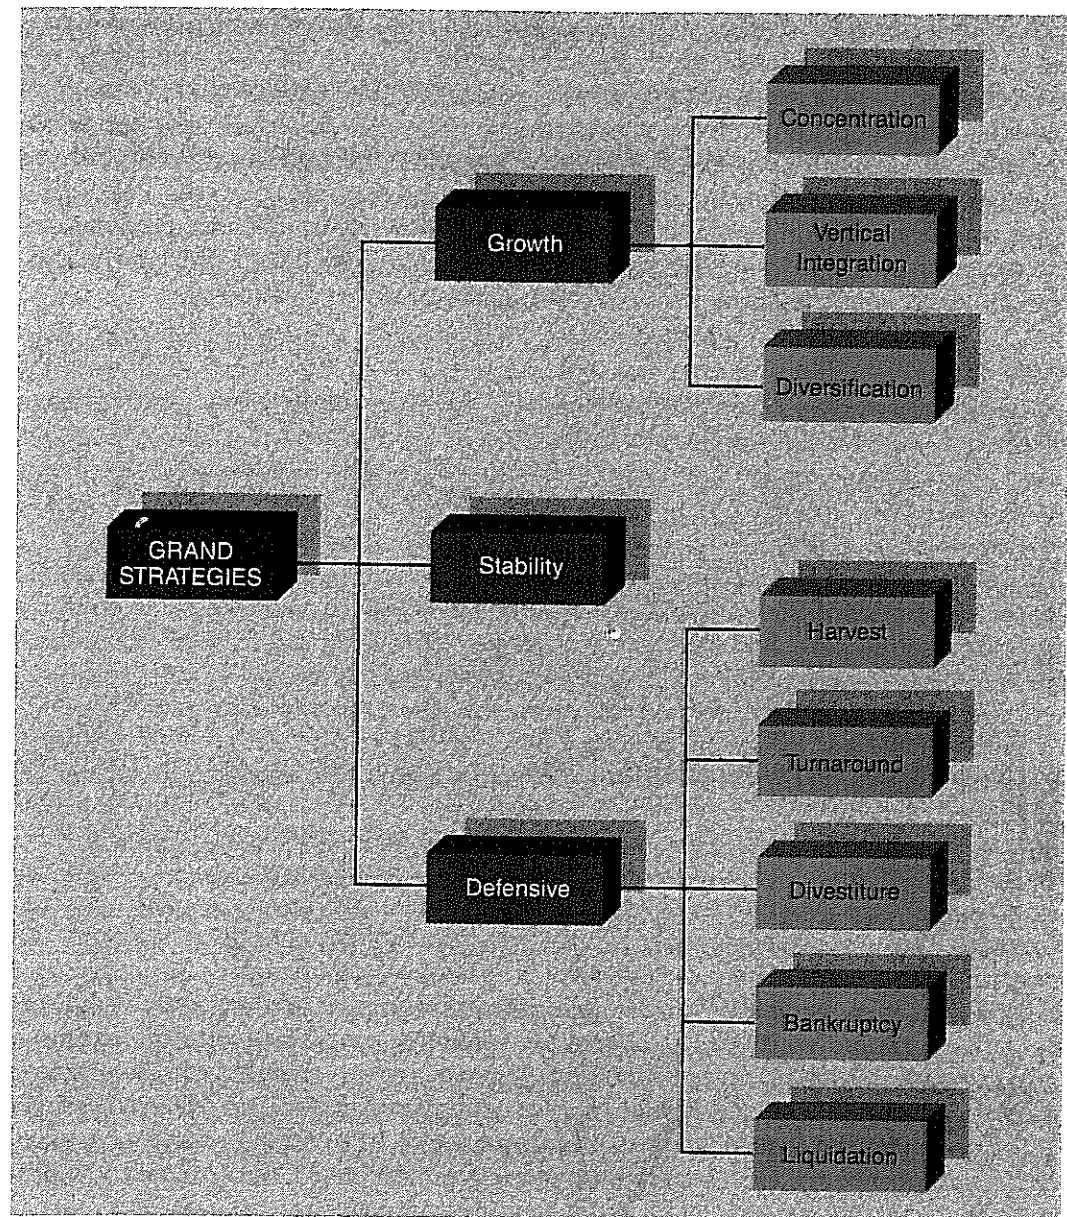 GRAND
STRATEGIES
Growth
Concentration
Vertical
Integration
Diversification
Stability
Defensive
Harvest
Turnaround
Divestiture
Bankruptcy
Liquidation